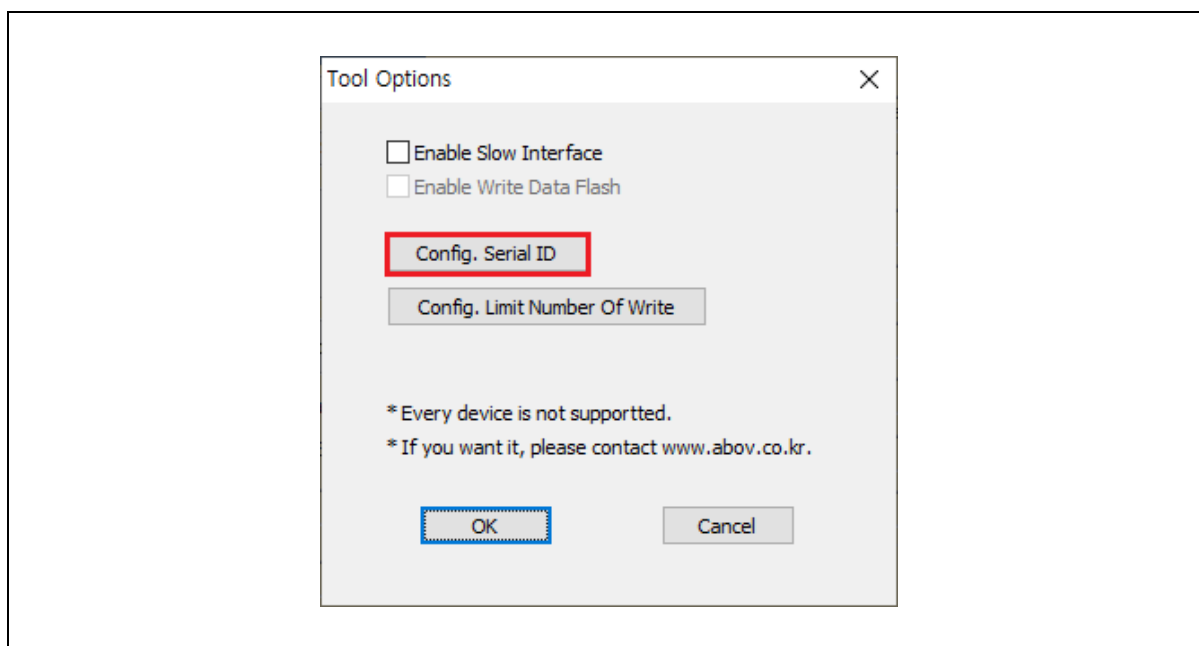 Tool Options
Enable Slow Interface
Enable Write Data Flash
Config. Serial ID
Config. Limit Number Of Write
* Every device is not supportted.
* If you want it, please contact www.abov.co.kr.
OK Cancel